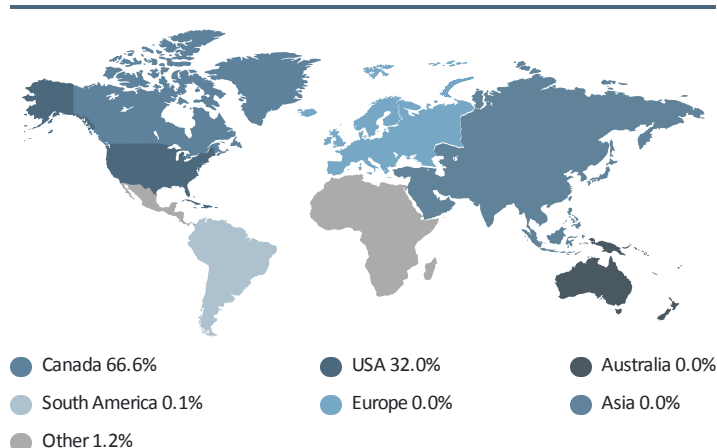 Canada 66.6%
USA 32.0%
Australia 0.0%
South America 0.1%
Europe 0.0%
Asia 0.0%
Other 1.2%